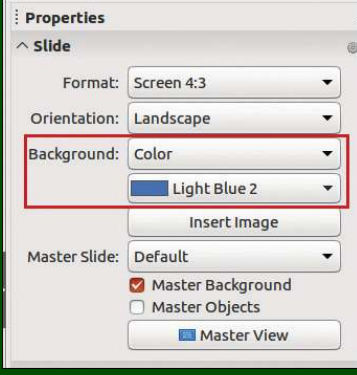 Properties
Slide
Format: Screen 4:3
Orientation: Landscape
Background: Color
Light Blue 2
Insert Image
Master Slide: Default
Master Background
Master Objects
Master View